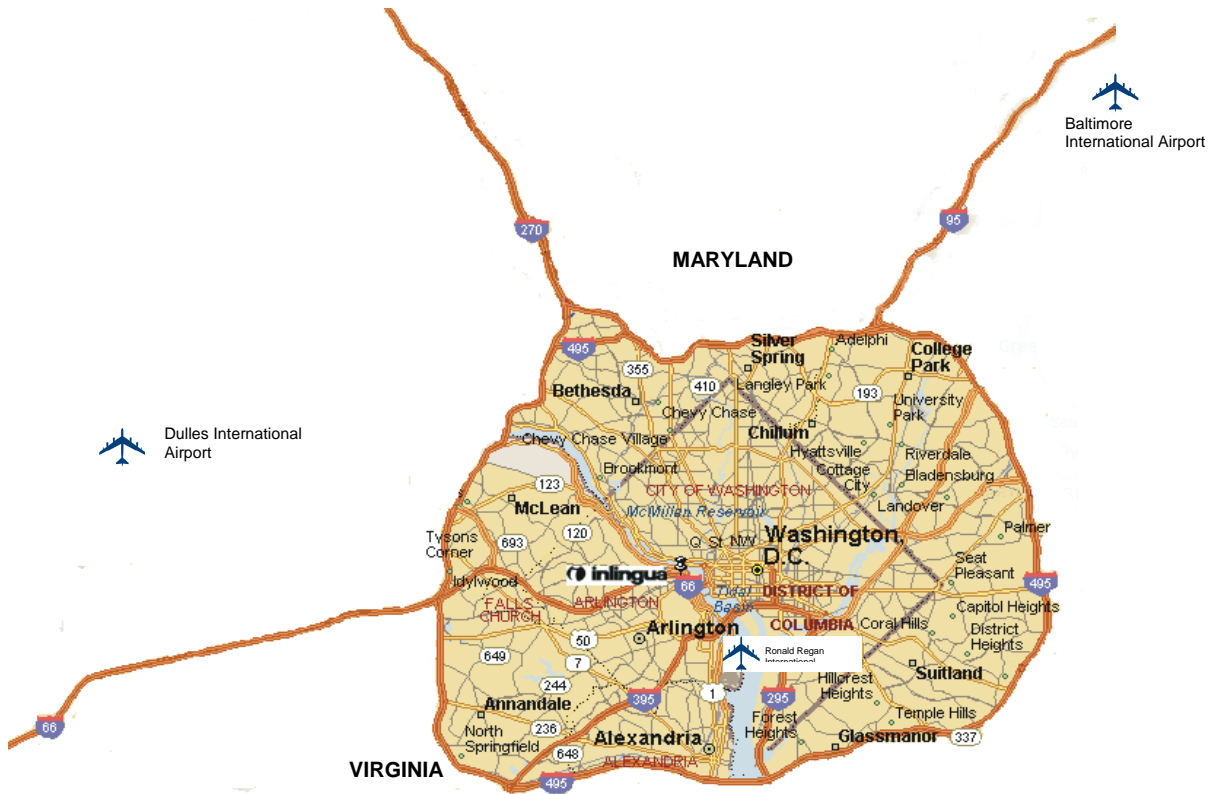 Baltimore
International Airport
270
95
MARYLAND
495
Silver
Spring
Adelphi
College
Park
355
410
Langley Park
193
Bethesda
Chevy Chase
University
Park
Chillum
Dulles International
Airport
Chevy Chase Village
Hyattsville
Riverdale
Brookmont
Cottage
City
Bladensburg
123
CITY OF WASHINGTON
McLean
McMillan Reservoir
Landover
Tysons
Corner
693
120
Q St NW
Washington,
D.C.
Palmer
Seat
Pleasant
Idylwood
inlingua
66
495
FALLS
CHURCH
ARLINGTON
Tidal
Basin
DISTRICT OF
COLUMBIA
Capitol Heights
Coral Hills
District
Heights
50
Arlington
649
7
Ronald Regan
International
Suitland
244
395
1
295
Hillcrest
Heights
Annandale
66
236
Forest
Heights
Temple Hills
North
Springfield
648
Alexandria
Glassmanor
337
ALEXANDRIA
VIRGINIA
495